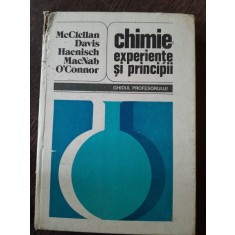 McClellan
Davis
Haenisch
MacNab
O'Connor
chimie
experiențe
și principii
GHIDUL PROFESORULUI